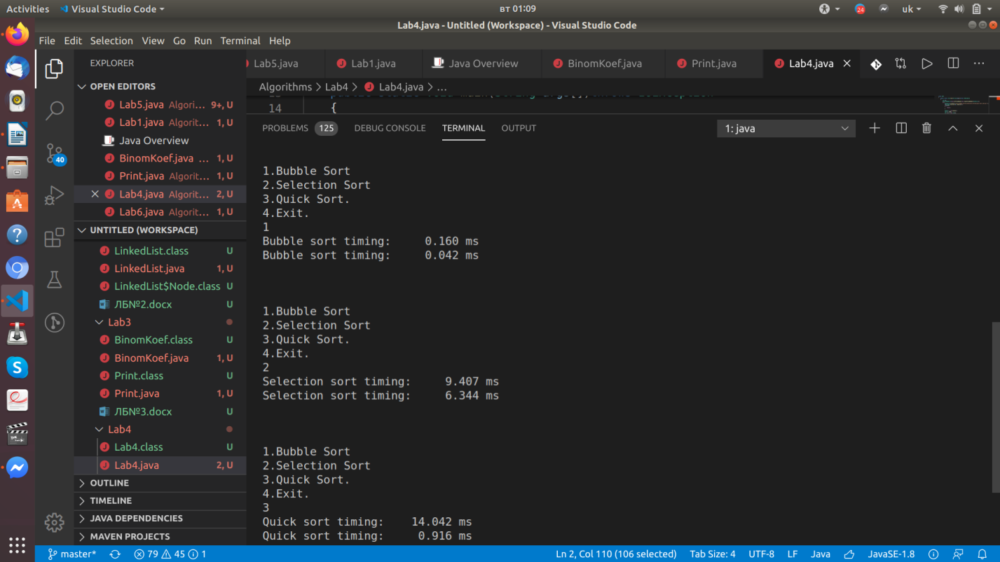 Activities Visual Studio Code вт 01:09 24 uk
Lab4.java - Untitled (Workspace) - Visual Studio Code
File Edit Selection View Go Run Terminal Help
EXPLORER
OPEN EDITORS
Lab5.java Algori... 9+, U
Lab1.java Algorit... 1, U
Java Overview
BinomKoef.java ... 1, U
Print.java Algorit... 1, U
Lab4.java Algorit... 2, U
Lab6.java Algorit... 1, U
UNTITLED (WORKSPACE)
LinkedList.class U
LinkedList.java 1, U
LinkedList$Node.class U
ЛБ№2.docx U
Lab3
BinomKoef.class U
BinomKoef.java 1, U
Print.class U
Print.java 1, U
ЛБ№3.docx U
Lab4
Lab4.class U
Lab4.java 2, U
OUTLINE
TIMELINE
JAVA DEPENDENCIES
MAVEN PROJECTS
40
Lab5.java Lab1.java Java Overview BinomKoef.java Print.java Lab4.java
Algorithms > Lab4 > Lab4.java > ...
14 {
PROBLEMS 125 DEBUG CONSOLE TERMINAL OUTPUT 1: java
1.Bubble Sort
2.Selection Sort
3.Quick Sort.
4.Exit.
1
Bubble sort timing: 0.160 ms
Bubble sort timing: 0.042 ms
1.Bubble Sort
2.Selection Sort
3.Quick Sort.
4.Exit.
2
Selection sort timing: 9.407 ms
Selection sort timing: 6.344 ms
1.Bubble Sort
2.Selection Sort
3.Quick Sort.
4.Exit.
3
Quick sort timing: 14.042 ms
Quick sort timing: 0.916 ms
master* 79 45 1 Ln 2, Col 110 (106 selected) Tab Size: 4 UTF-8 LF Java JavaSE-1.8